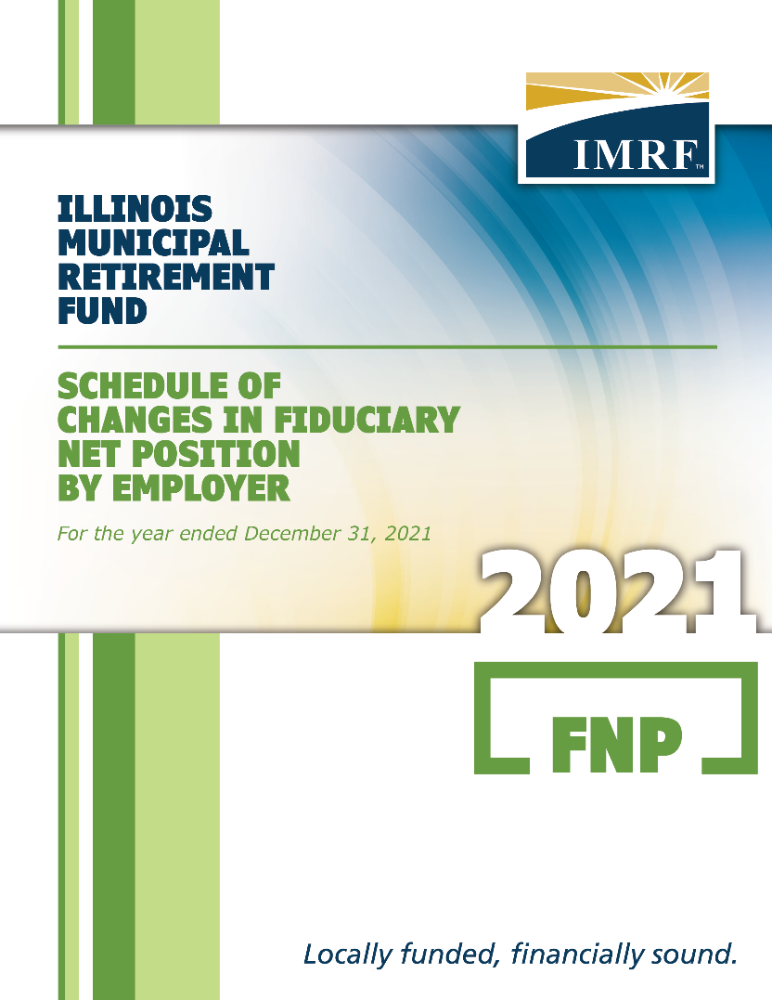 IMRF™
ILLINOIS
MUNICIPAL
RETIREMENT
FUND
SCHEDULE OF
CHANGES IN FIDUCIARY
NET POSITION
BY EMPLOYER
For the year ended December 31, 2021
2021
FNP
Locally funded, financially sound.